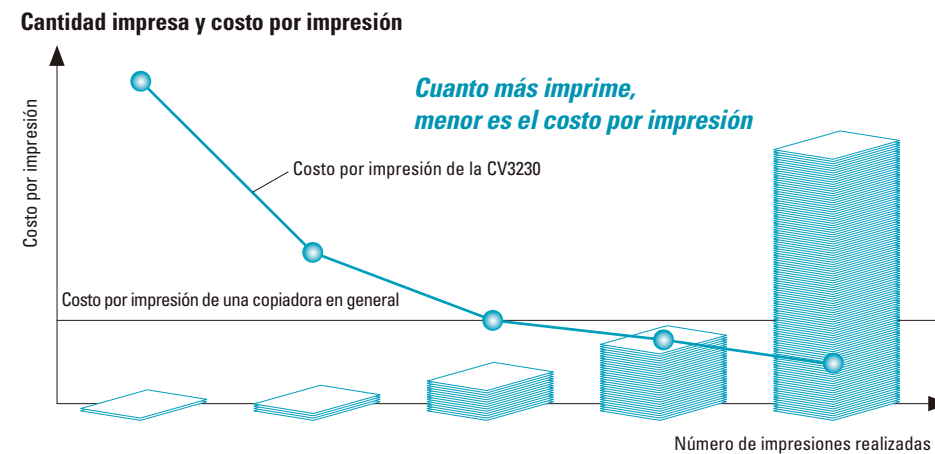 Cantidad impresa y costo por impresión
Cuanto más imprime,
menor es el costo por impresión
Costo por impresión
Costo por impresión de la CV3230
Costo por impresión de una copiadora en general
Número de impresiones realizadas